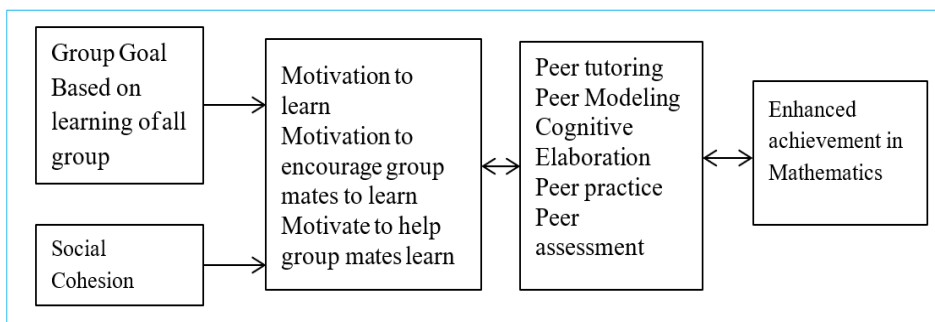 Group Goal
Based on
learning of all
group
Social
Cohesion
Motivation to
learn
Motivation to
encourage group
mates to learn
Motivate to help
group mates learn
Peer tutoring
Peer Modeling
Cognitive
Elaboration
Peer practice
Peer
assessment
Enhanced
achievement in
Mathematics